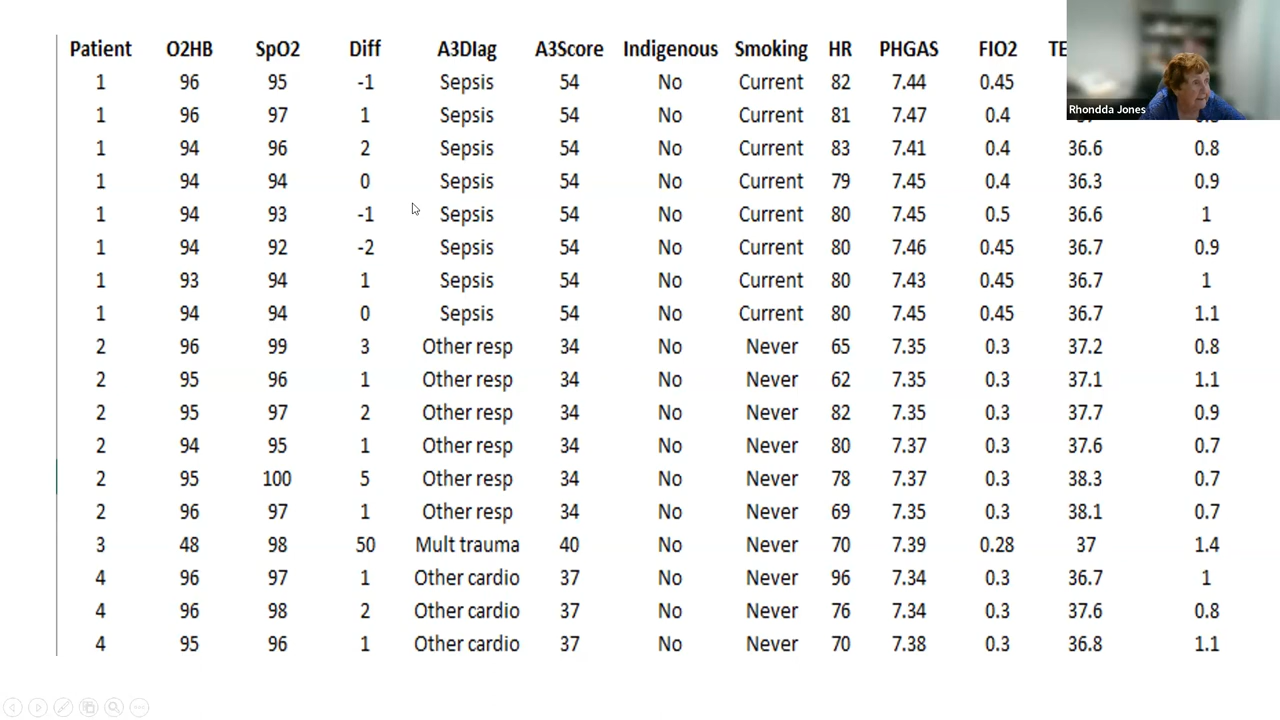 Patient O2HB SpO2 Diff A3DIag A3Score Indigenous Smoking HR PHGAS FIO2
1 96 95 -1 Sepsis 54 No Current 82 7.44 0.45
Rhondda Jones
1 96 97 1 Sepsis 54 No Current 81 7.47 0.4
1 94 96 2 Sepsis 54 No Current 83 7.41 0.4 36.6 0.8
1 94 94 0 Sepsis 54 No Current 79 7.45 0.4 36.3 0.9
1 94 93 -1 Sepsis 54 No Current 80 7.45 0.5 36.6 1
1 94 92 -2 Sepsis 54 No Current 80 7.46 0.45 36.7 0.9
1 93 94 1 Sepsis 54 No Current 80 7.43 0.45 36.7 1
1 94 94 0 Sepsis 54 No Current 80 7.45 0.45 36.7 1.1
2 96 99 3 Other resp 34 No Never 65 7.35 0.3 37.2 0.8
2 95 96 1 Other resp 34 No Never 62 7.35 0.3 37.1 1.1
2 95 97 2 Other resp 34 No Never 82 7.35 0.3 37.7 0.9
2 94 95 1 Other resp 34 No Never 80 7.37 0.3 37.6 0.7
2 95 100 5 Other resp 34 No Never 78 7.37 0.3 38.3 0.7
2 96 97 1 Other resp 34 No Never 69 7.35 0.3 38.1 0.7
3 48 98 50 Mult trauma 40 No Never 70 7.39 0.28 37 1.4
4 96 97 1 Other cardio 37 No Never 96 7.34 0.3 36.7 1
4 96 98 2 Other cardio 37 No Never 76 7.34 0.3 37.6 0.8
4 95 96 1 Other cardio 37 No Never 70 7.38 0.3 36.8 1.1